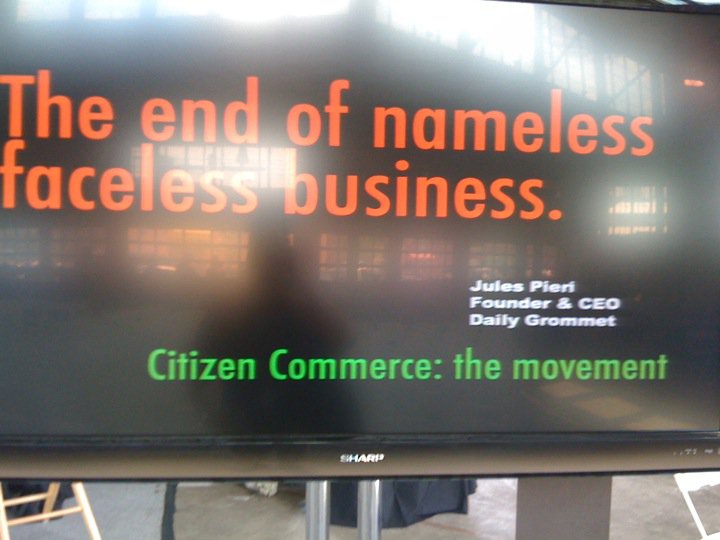 The end of nameless
faceless business.
Jules Pieri
Founder & CEO
Daily Grommet
Citizen Commerce: the movement
SHARP